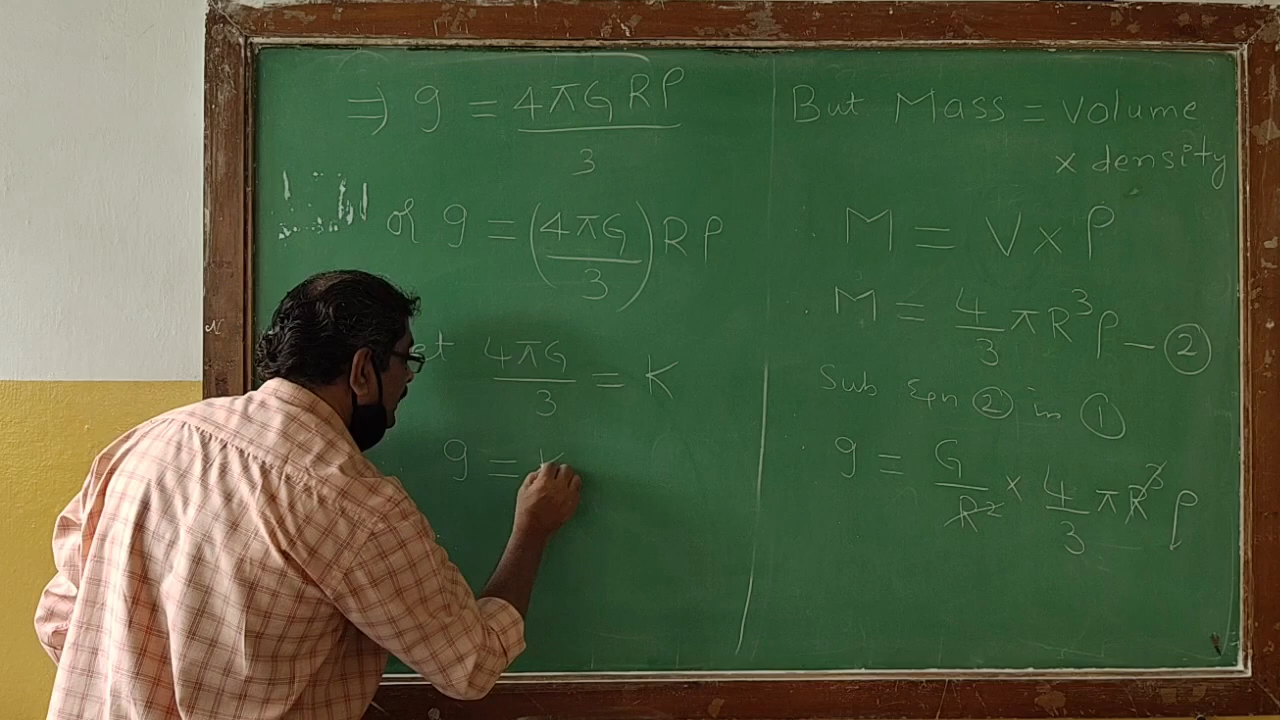 ⇒ g = 4πGRρ / 3
or g = (4πG / 3) R ρ
et 4πG / 3 = K
g = K
But Mass = Volume
x density
M = V x ρ
M = 4/3 πR³ρ — ②
Sub Eqn ② in ①
g = G/R² x 4/3 πR³ ρ